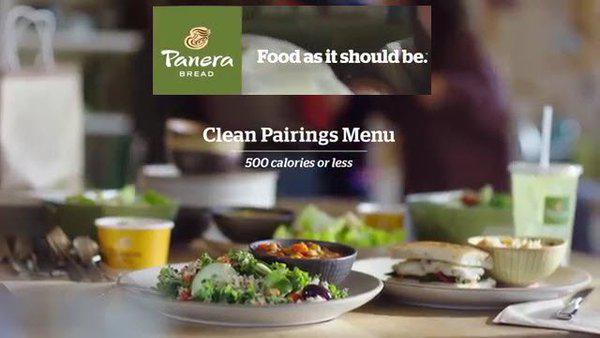 Panera
BREAD
Food as it should be.
Clean Pairings Menu
500 calories or less